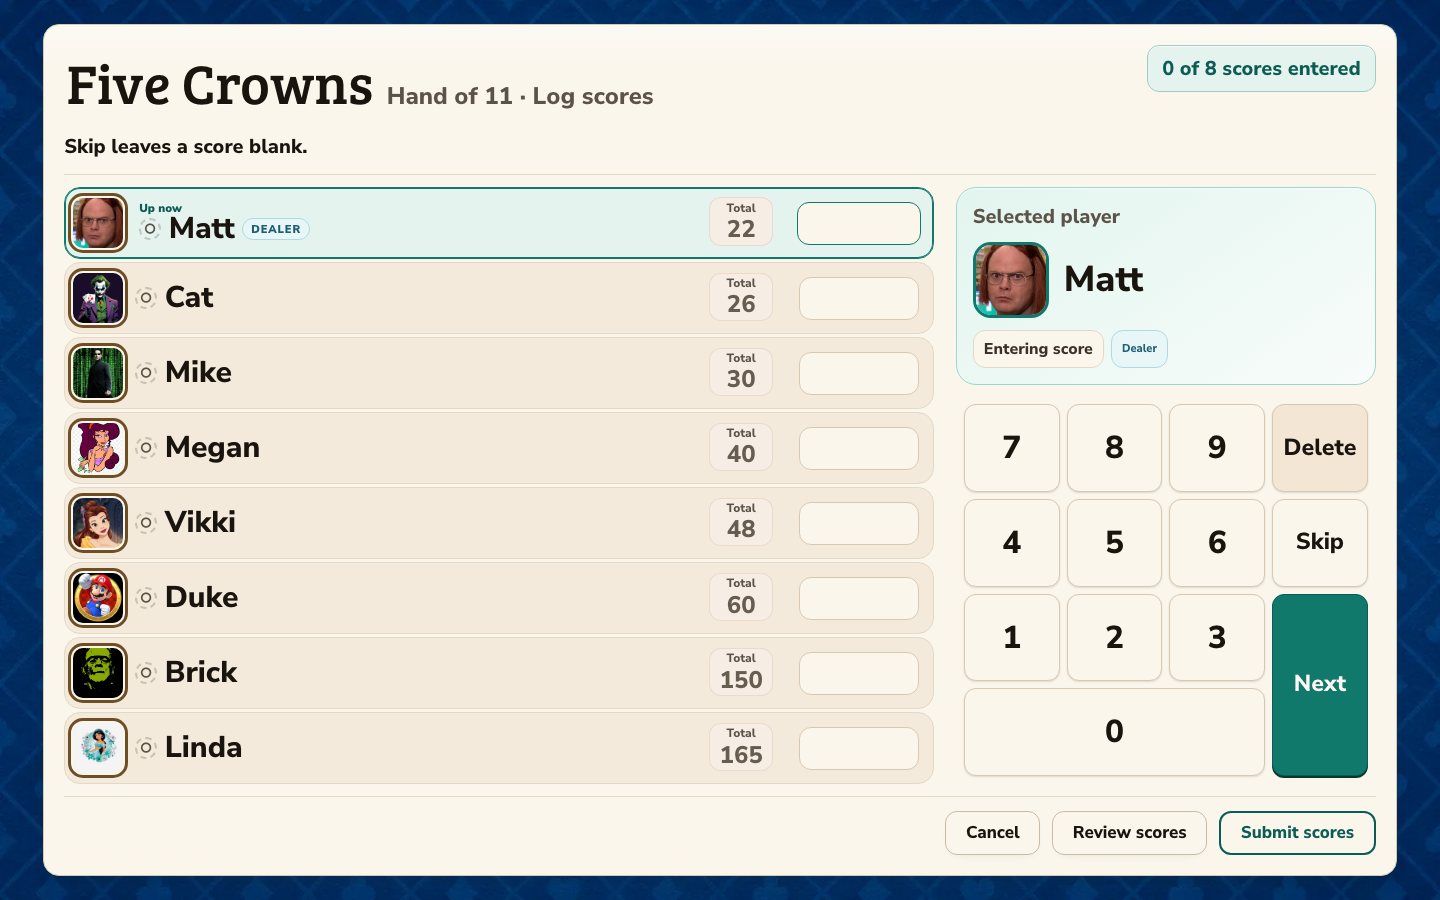 Five Crowns Hand of 11 · Log scores
0 of 8 scores entered
Skip leaves a score blank.
Up now
Matt DEALER
Total
22
Cat
Total
26
Mike
Total
30
Megan
Total
40
Vikki
Total
48
Duke
Total
60
Brick
Total
150
Linda
Total
165
Selected player
Matt
Entering score Dealer
7 8 9 Delete
4 5 6 Skip
1 2 3
Next
0
Cancel Review scores Submit scores